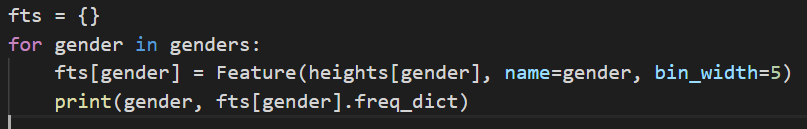 fts = {}
for gender in genders:
    fts[gender] = Feature(heights[gender], name=gender, bin_width=5)
    print(gender, fts[gender].freq_dict)